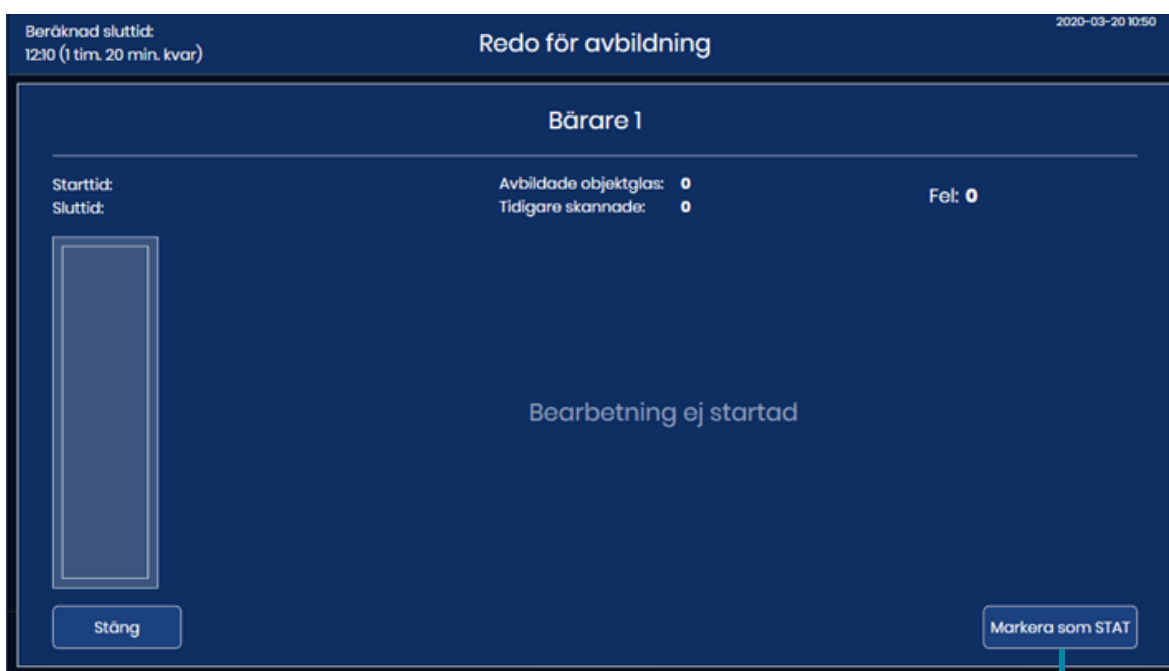 Beräknad sluttid:
12:10 (1 tim. 20 min. kvar)
Redo för avbildning
2020-03-20 10:50
Bärare 1
Starttid:
Sluttid:
Avbildade objektglas: 0
Tidigare skannade: 0
Fel: 0
Bearbetning ej startad
Stäng
Markera som STAT